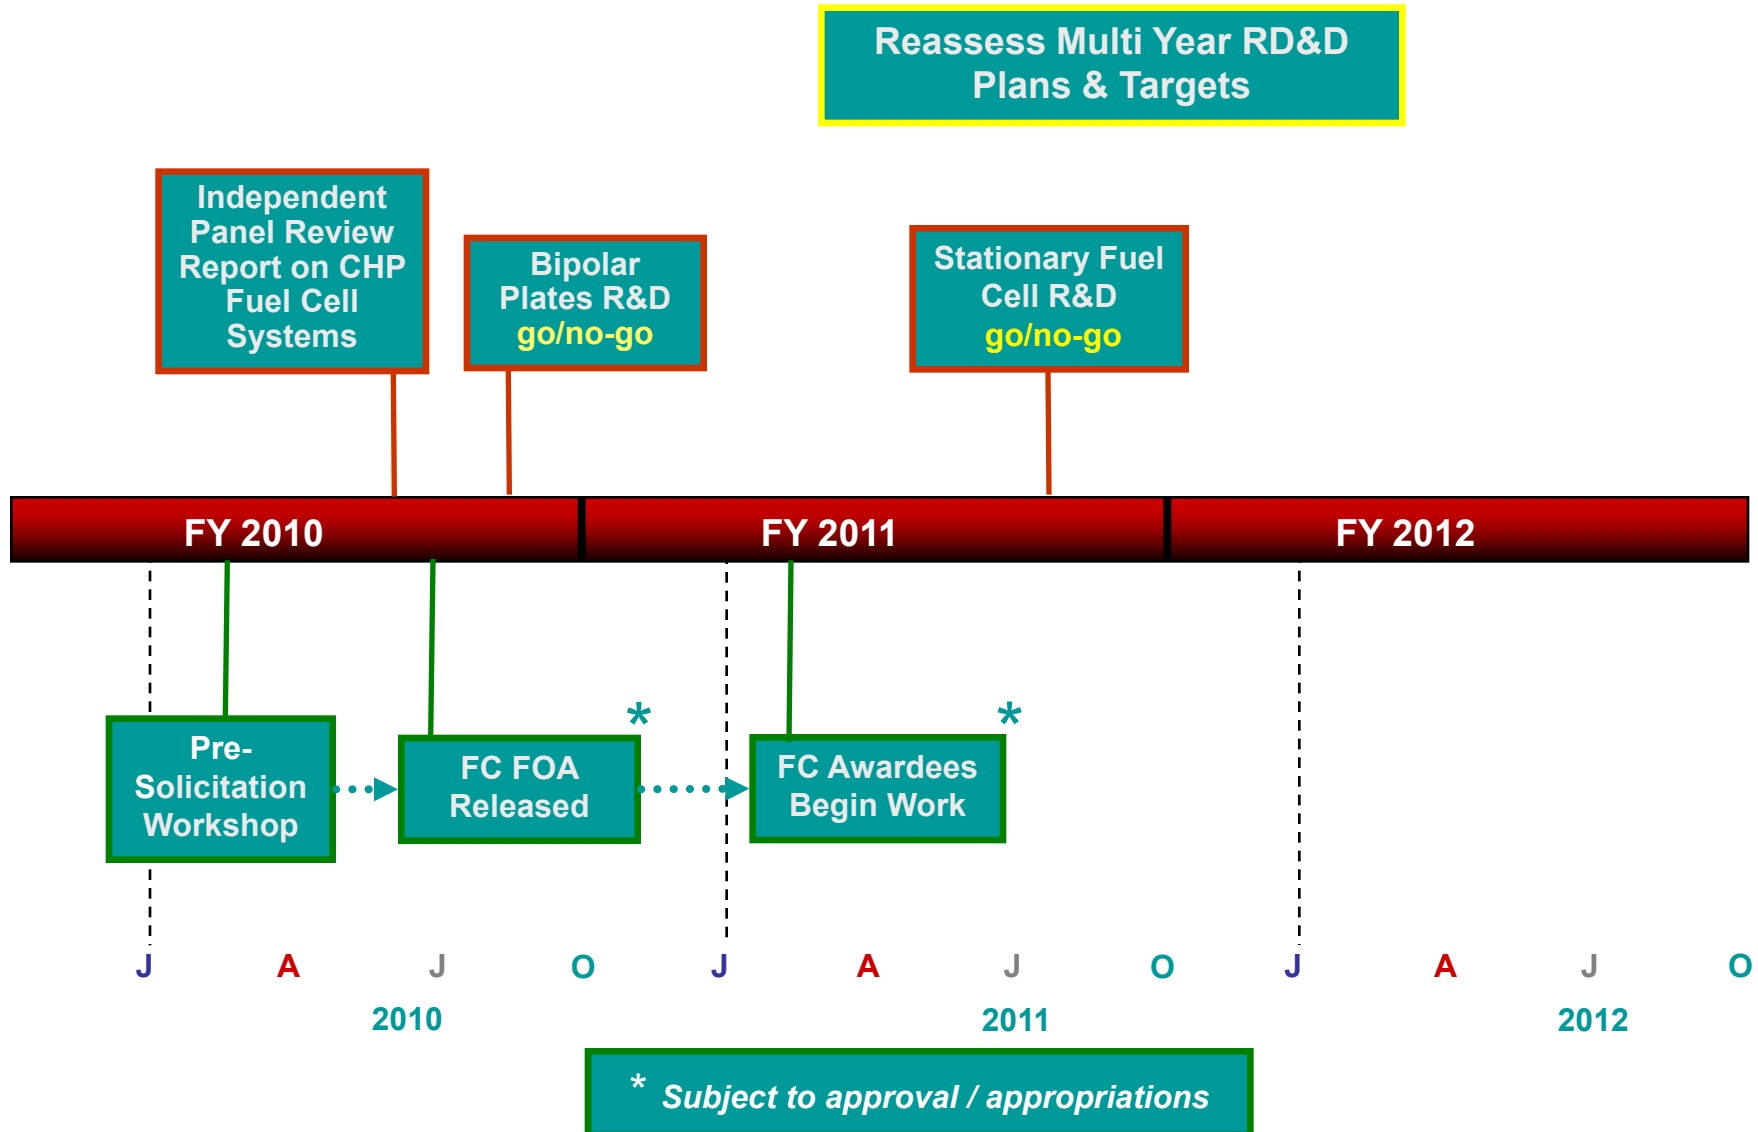 Reassess Multi Year RD&D
Plans & Targets
Independent
Panel Review
Report on CHP
Fuel Cell
Systems
Bipolar
Plates R&D
go/no-go
Stationary Fuel
Cell R&D
go/no-go
FY 2010
FY 2011
FY 2012
Pre-
Solicitation
Workshop
*
FC FOA
Released
*
FC Awardees
Begin Work
J A J O J A J O J A J O
2010
2011
2012
* Subject to approval / appropriations